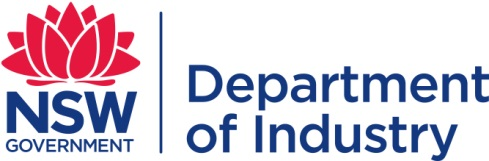 NSW
GOVERNMENT
Department
of Industry